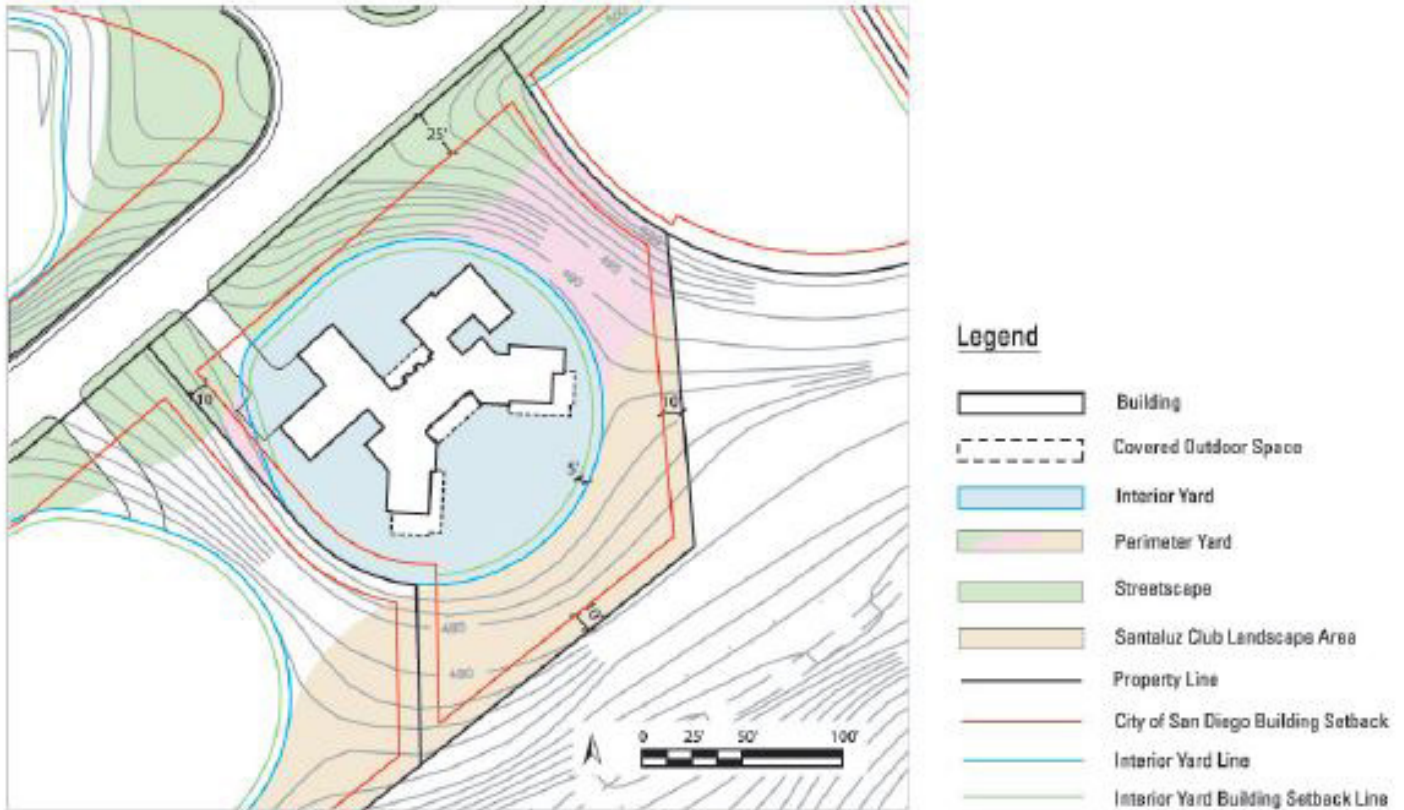 500
25'
490
480
10
10
5'
10
480
480
0 25' 50' 100'
Legend
Building
Covered Outdoor Space
Interior Yard
Perimeter Yard
Streetscape
Santaluz Club Landscape Area
Property Line
City of San Diego Building Setback
Interior Yard Line
Interior Yard Building Setback Line